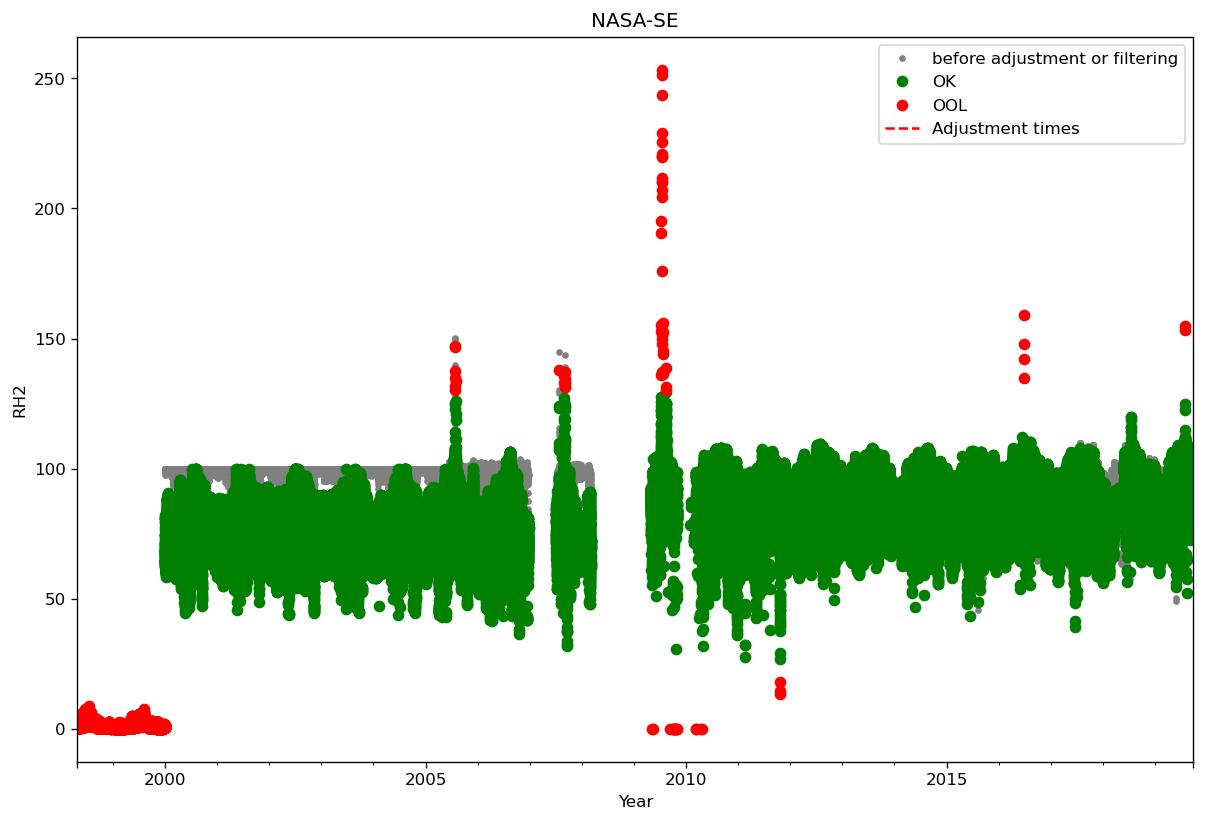 NASA-SE
before adjustment or filtering
OK
OOL
Adjustment times
250
200
150
100
50
0
RH2
2000 2005 2010 2015
Year